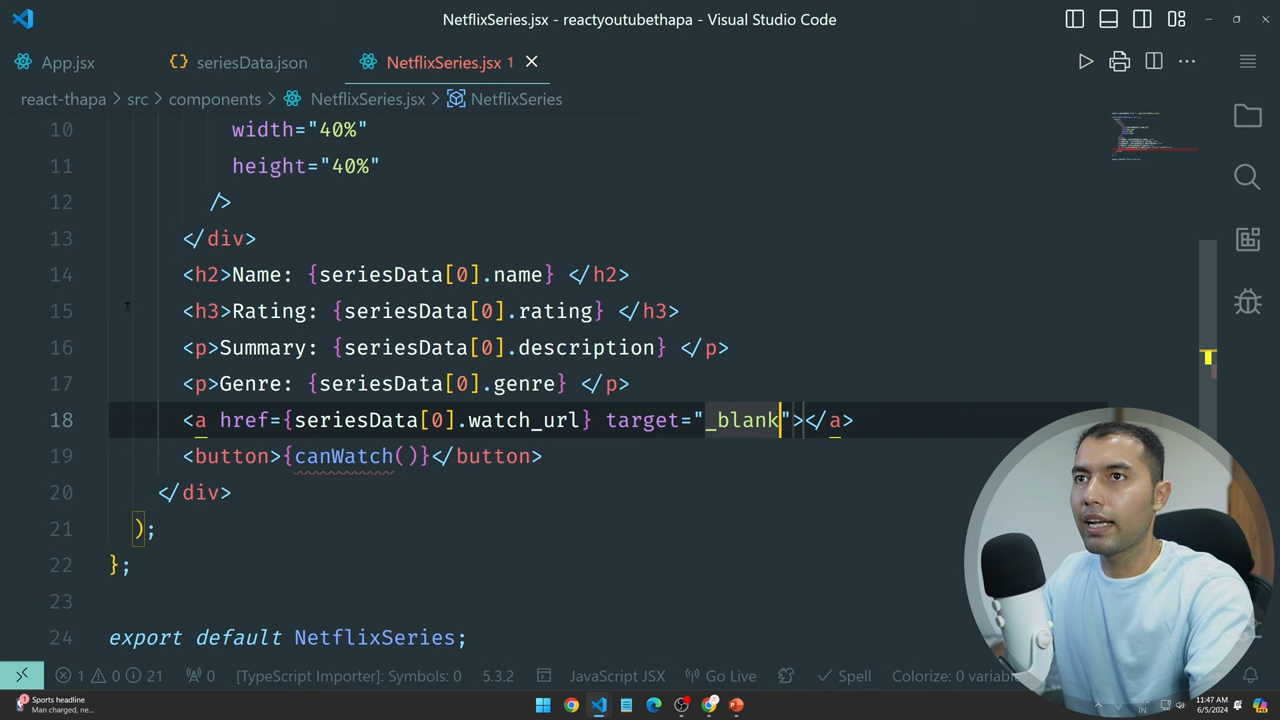 NetflixSeries.jsx - reactyoutubethapa - Visual Studio Code
App.jsx
{} seriesData.json
NetflixSeries.jsx 1
react-thapa > src > components > NetflixSeries.jsx > NetflixSeries
10 width="40%"
11 height="40%"
12 />
13 </div>
14 <h2>Name: {seriesData[0].name} </h2>
15 <h3>Rating: {seriesData[0].rating} </h3>
16 <p>Summary: {seriesData[0].description} </p>
17 <p>Genre: {seriesData[0].genre} </p>
18 <a href={seriesData[0].watch_url} target="_blank"></a>
19 <button>{canWatch()}</button>
20 </div>
21 );
22 };
23
24 export default NetflixSeries;
1 0 21 0 [TypeScript Importer]: Symbols: 0 5.3.2 JavaScript JSX Go Live Spell Colorize: 0 variab
Sports headline
Man charged, ne...
IN
11:47 AM
6/5/2024